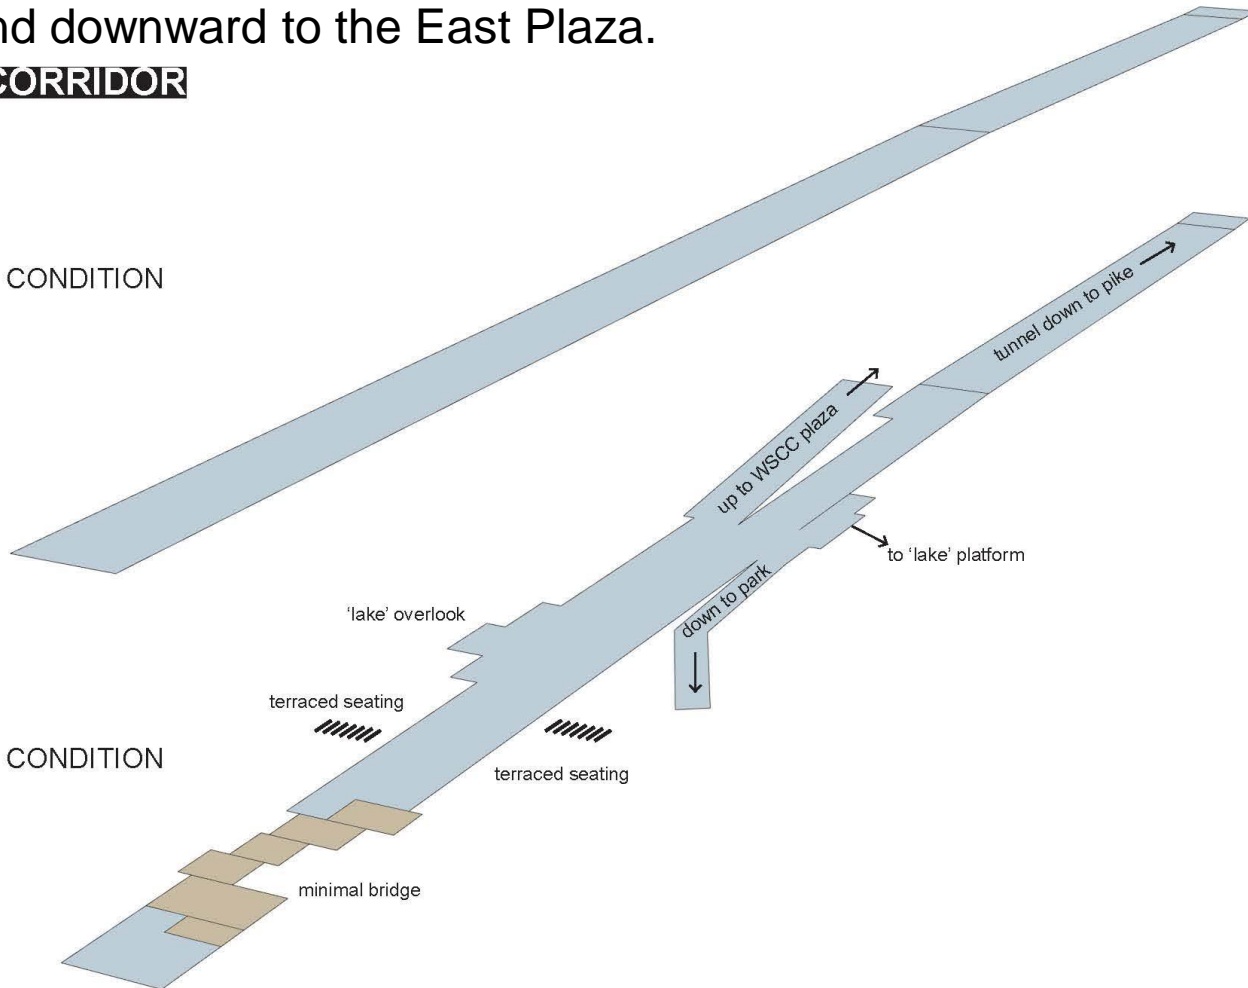 nd downward to the East Plaza.
CORRIDOR
CONDITION
tunnel down to pike
up to WSCC plaza
to 'lake' platform
down to park
'lake' overlook
terraced seating
CONDITION
terraced seating
minimal bridge